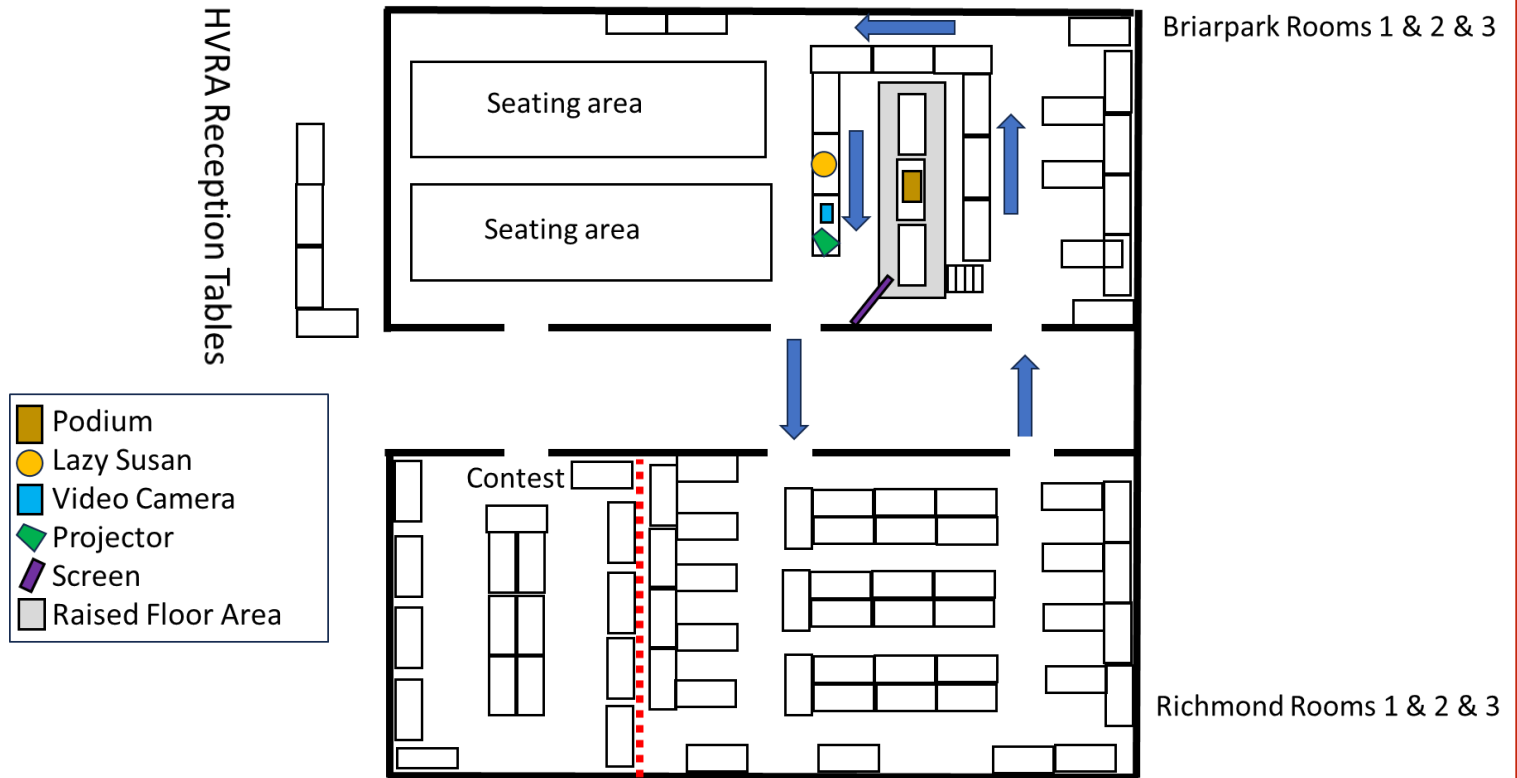 HVRA Reception Tables
Briarpark Rooms 1 & 2 & 3
Seating area
Seating area
Podium
Lazy Susan
Video Camera
Projector
Screen
Raised Floor Area
Contest
Richmond Rooms 1 & 2 & 3